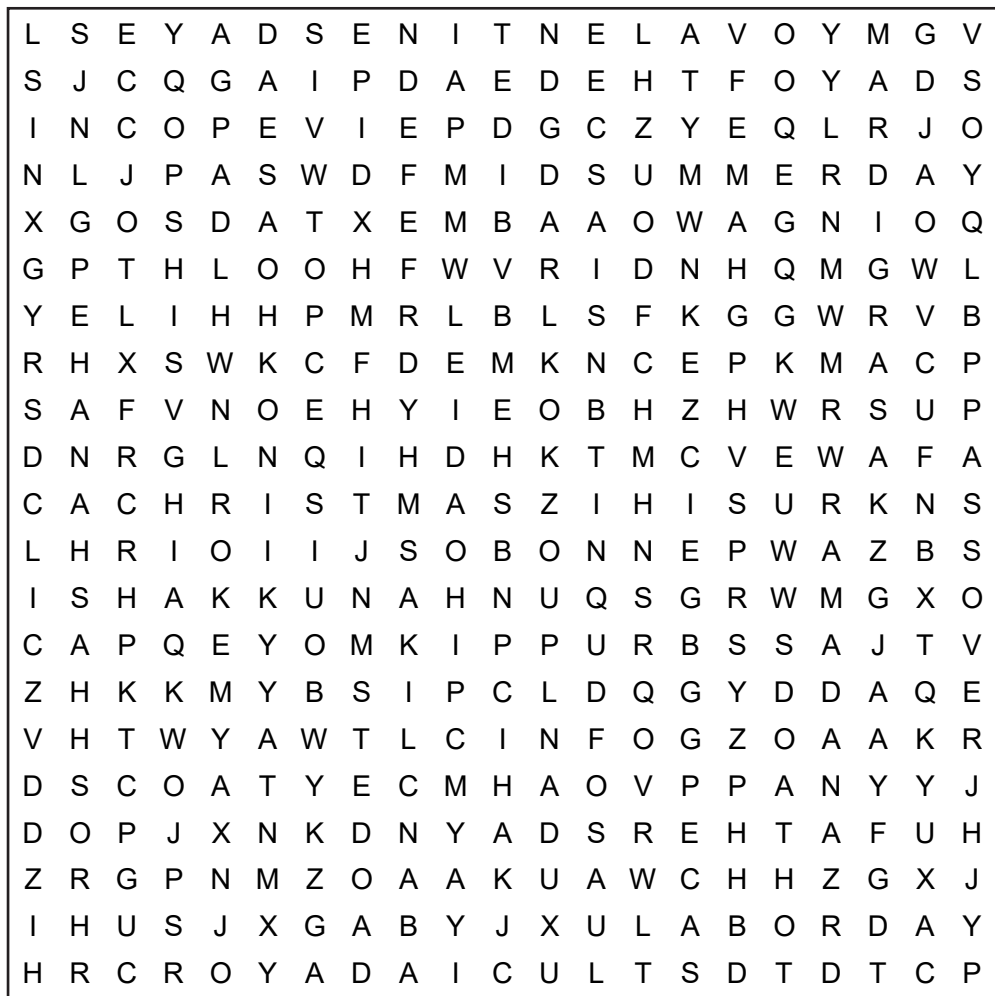 L S E Y A D S E N I T N E L A V O Y M G V
S J C Q G A I P D A E D E H T F O Y A D S
I N C O P E V I E P D G C Z Y E Q L R J O
N L J P A S W D F M I D S U M M E R D A Y
X G O S D A T X E M B A A O W A G N I O Q
G P T H L O O H F W V R I D N H Q M G W L
Y E L I H H P M R L B L S F K G G W R V B
R H X S W K C F D E M K N C E P K M A C P
S A F V N O E H Y I E O B H Z H W R S U P
D N R G L N Q I H D H K T M C V E W A F A
C A C H R I S T M A S Z I H I S U R K N S
L H R I O I I J S O B O N N E P W A Z B S
I S H A K K U N A H N U Q S G R W M G X O
C A P Q E Y O M K I P P U R B S S A J T V
Z H K K M Y B S I P C L D Q G Y D D A Q E
V H T W Y A W T L C I N F O G Z O A A K R
D S C O A T Y E C M H A O V P P A N Y Y J
D O P J X N K D N Y A D S R E H T A F U H
Z R G P N M Z O A A K U A W C H H Z G X J
I H U S J X G A B Y J X U L A B O R D A Y
H R C R O Y A D A I C U L T S D T D T C P